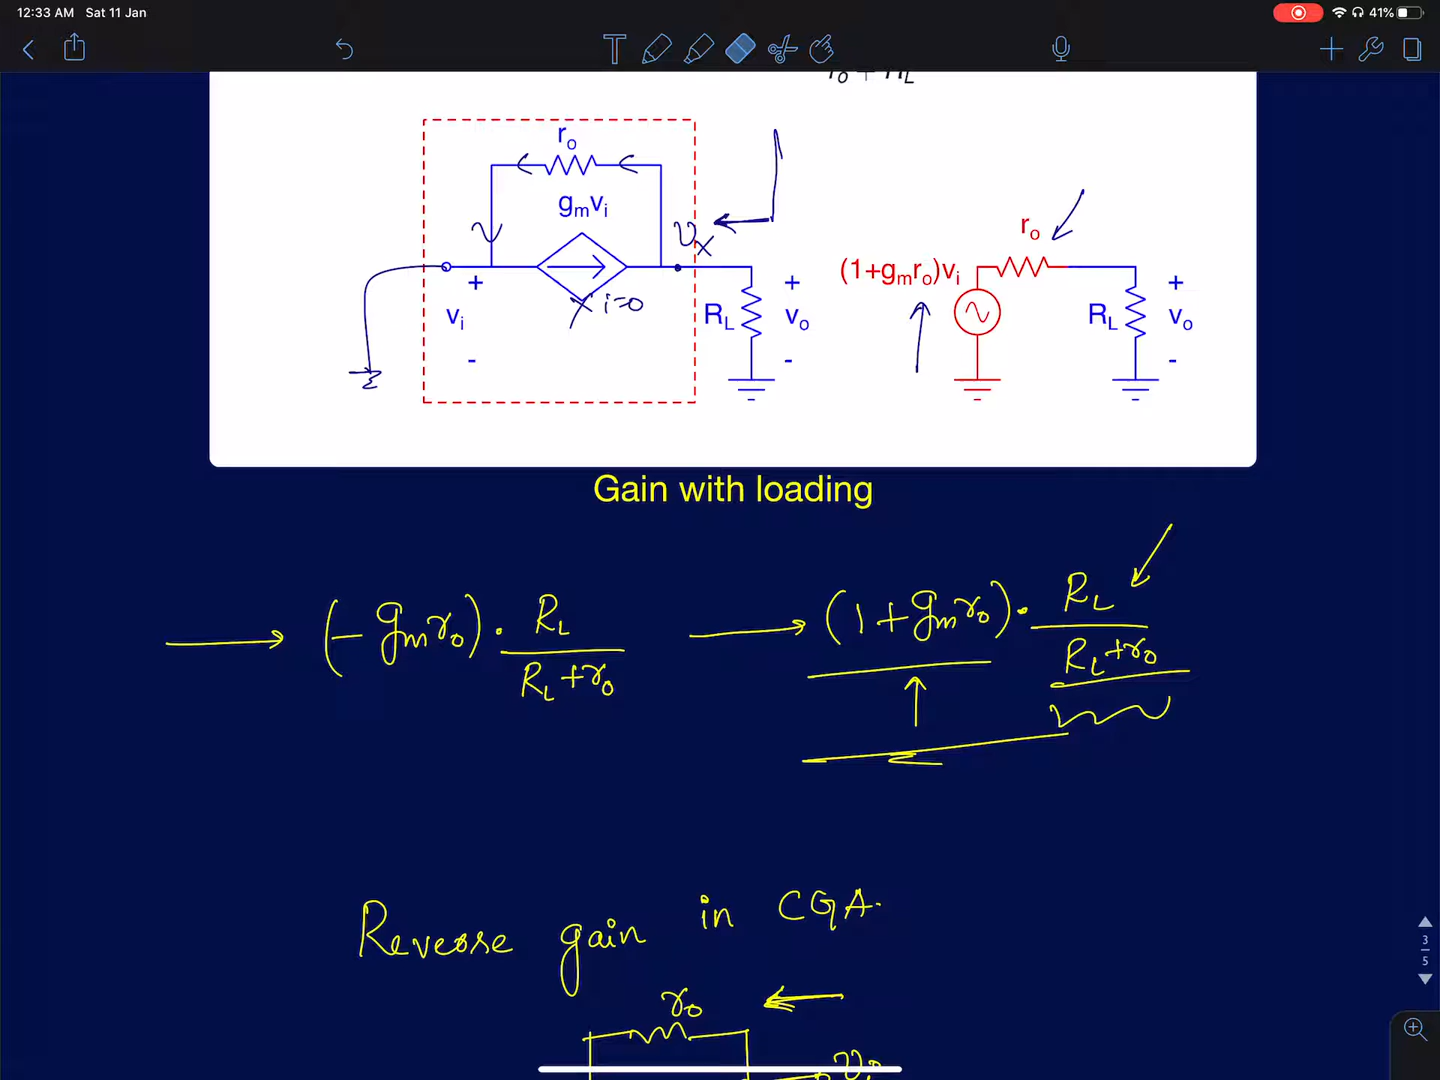 12:33 AM Sat 11 Jan
41%
T
r₀ + R_L
r₀
gₘvᵢ
vₓ
i=0
+
vᵢ
-
R_L
+
v₀
-
r₀
(1+gₘr₀)vᵢ
R_L
+
v₀
-
Gain with loading
(-gₘr₀) · R_L / (R_L+r₀)
(1+gₘr₀) · R_L / (R_L+r₀)
Reverse gain in CGA.
r₀
3
5